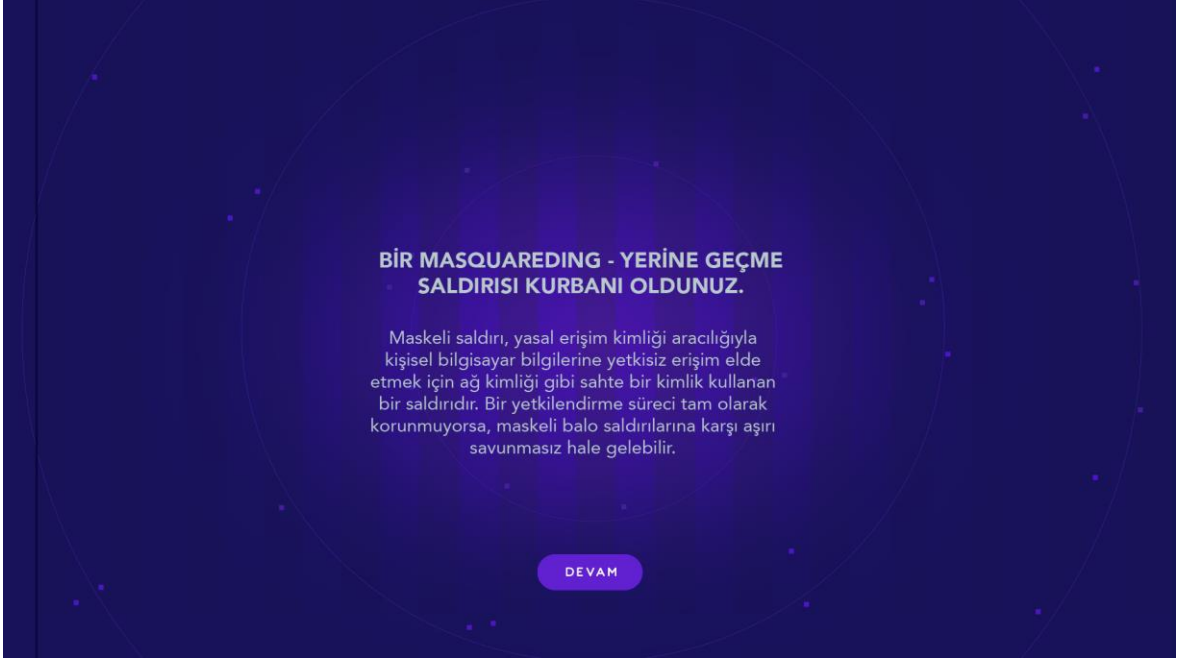 BİR MASQUAREDING - YERİNE GEÇME
SALDIRISI KURBANI OLDUNUZ.
Maskeli saldırı, yasal erişim kimliği aracılığıyla
kişisel bilgisayar bilgilerine yetkisiz erişim elde
etmek için ağ kimliği gibi sahte bir kimlik kullanan
bir saldırıdır. Bir yetkilendirme süreci tam olarak
korunmuyorsa, maskeli balo saldırılarına karşı aşırı
savunmasız hale gelebilir.
DEVAM